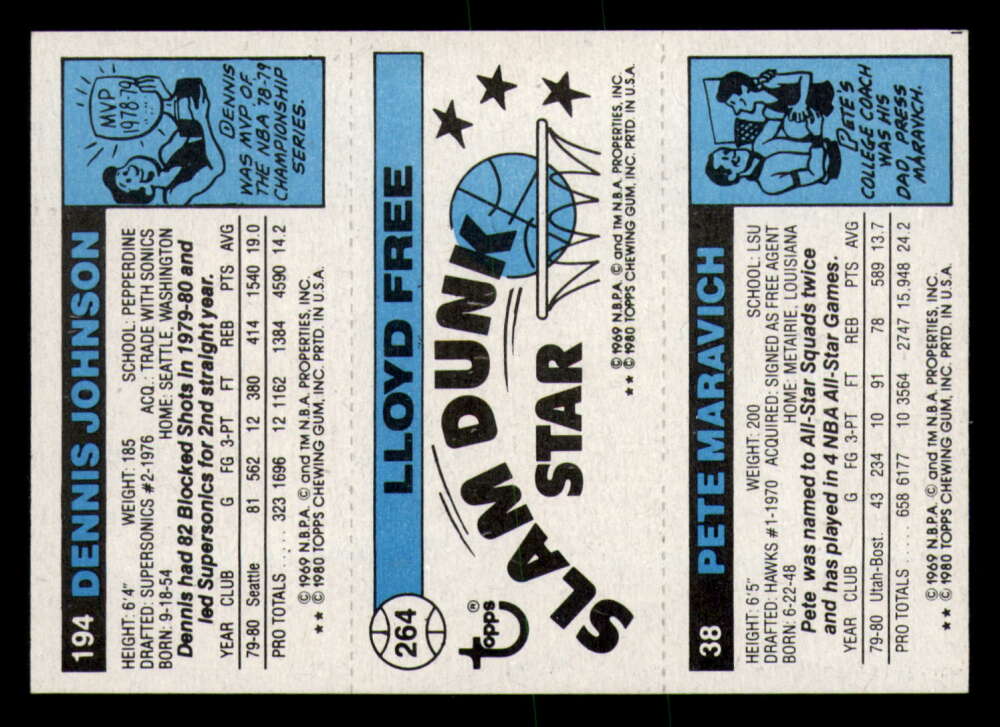 194 DENNIS JOHNSON
HEIGHT: 6'4" WEIGHT: 185 SCHOOL: PEPPERDINE
DRAFTED: SUPERSONICS #2-1976 ACQ.: TRADE WITH SONICS
BORN: 9-18-54 HOME: SEATTLE, WASHINGTON
Dennis had 82 Blocked Shots in 1979-80 and
led Supersonics for 2nd straight year.
YEAR CLUB G FG 3-PT FT REB PTS AVG
79-80 Seattle 81 562 12 380 414 1540 19.0
PRO TOTALS ..... 323 1696 12 1162 1384 4590 14.2
© 1969 N.B.P.A. © and TM N.B.A. PROPERTIES, INC.
★★ © 1980 TOPPS CHEWING GUM, INC. PRTD. IN U.S.A.
MVP
1978-79
DENNIS
WAS MVP OF
THE NBA 78-79
CHAMPIONSHIP
SERIES.
264 LLOYD FREE
topps®
SLAM DUNK
STAR
© 1969 N.B.P.A. © and TM N.B.A. PROPERTIES, INC.
★★ © 1980 TOPPS CHEWING GUM, INC. PRTD. IN U.S.A.
38 PETE MARAVICH
HEIGHT: 6'5" WEIGHT: 200 SCHOOL: LSU
DRAFTED: HAWKS #1-1970 ACQUIRED: SIGNED AS FREE AGENT
BORN: 6-22-48 HOME: METAIRIE, LOUISIANA
Pete was named to All-Star Squads twice
and has played in 4 NBA All-Star Games.
YEAR CLUB G FG 3-PT FT REB PTS AVG
79-80 Utah-Bost. 43 234 10 91 78 589 13.7
PRO TOTALS .... 658 6177 10 3564 2747 15,948 24.2
© 1969 N.B.P.A. © and TM N.B.A. PROPERTIES, INC.
★★ © 1980 TOPPS CHEWING GUM, INC. PRTD. IN U.S.A.
PETE'S
COLLEGE COACH
WAS HIS
DAD, PRESS
MARAVICH.